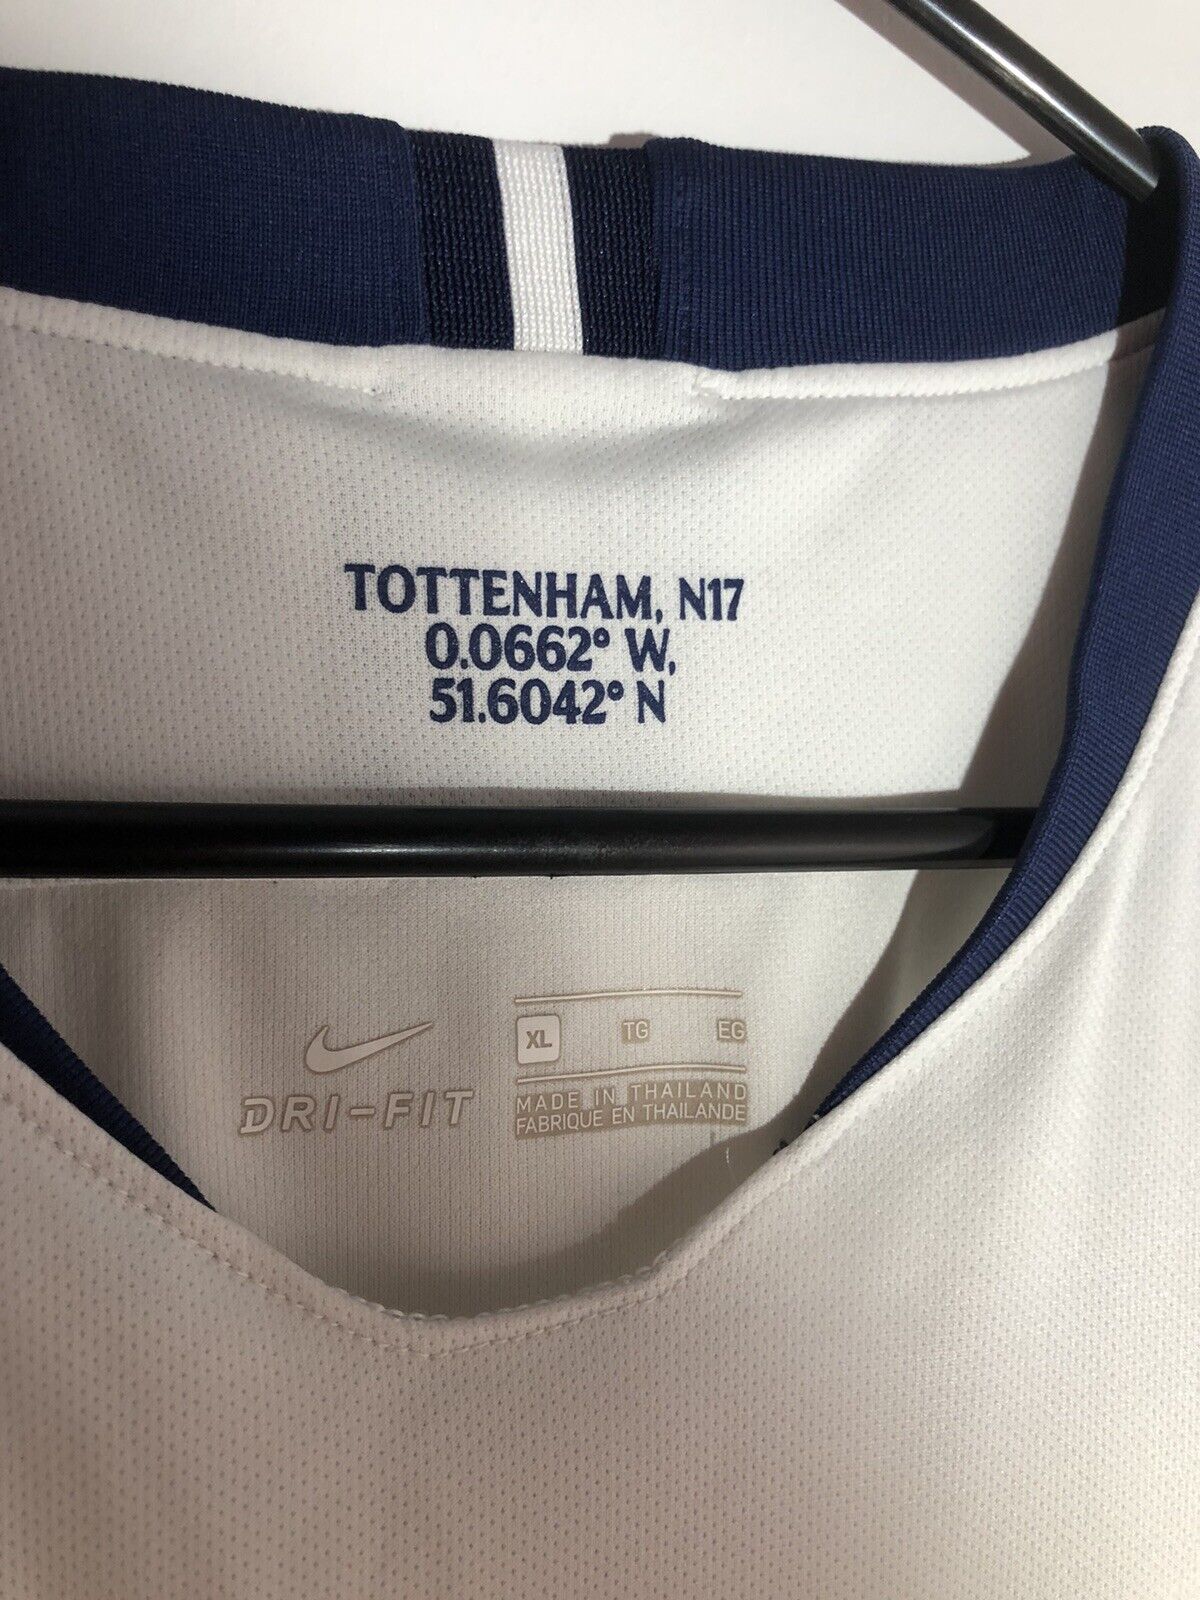 TOTTENHAM, N17
0.0662° W,
51.6042° N
DRI-FIT
XL TG EG
MADE IN THAILAND
FABRIQUE EN THAILANDE